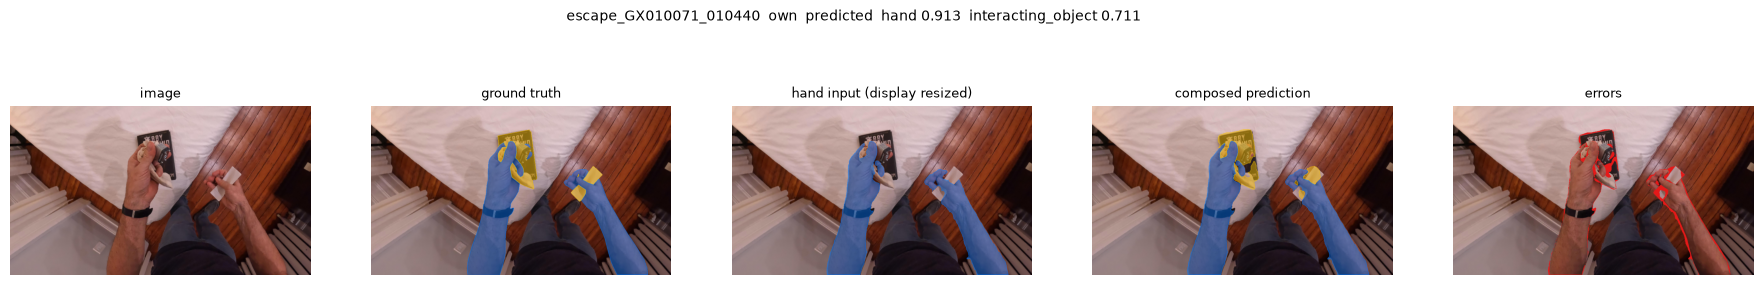 escape_GX010071_010440 own predicted hand 0.913 interacting_object 0.711
image
ground truth
hand input (display resized)
composed prediction
errors